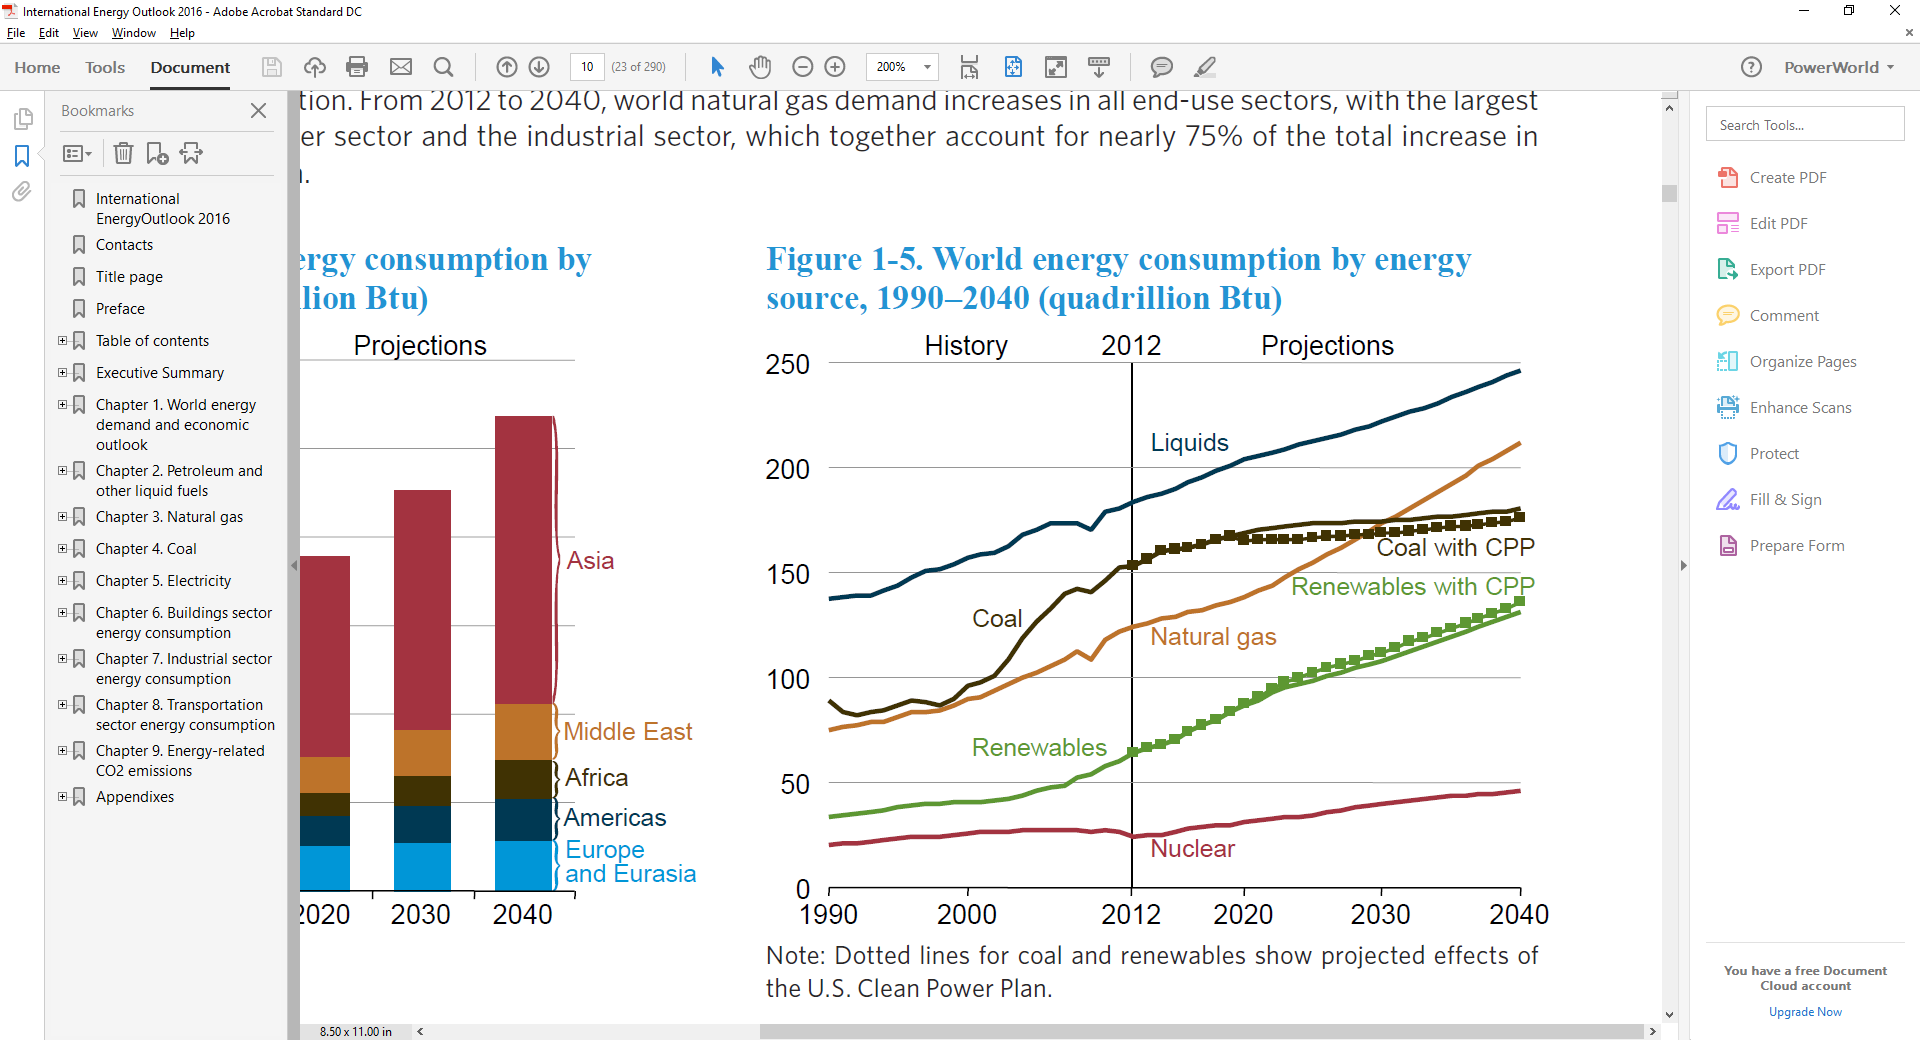 International Energy Outlook 2016 - Adobe Acrobat Standard DC
File Edit View Window Help
Home Tools Document 10 (23 of 290) 200% PowerWorld
Bookmarks
International
EnergyOutlook 2016
Contacts
Title page
Preface
Table of contents
Executive Summary
Chapter 1. World energy
demand and economic
outlook
Chapter 2. Petroleum and
other liquid fuels
Chapter 3. Natural gas
Chapter 4. Coal
Chapter 5. Electricity
Chapter 6. Buildings sector
energy consumption
Chapter 7. Industrial sector
energy consumption
Chapter 8. Transportation
sector energy consumption
Chapter 9. Energy-related
CO2 emissions
Appendixes
tion. From 2012 to 2040, world natural gas demand increases in all end-use sectors, with the largest
er sector and the industrial sector, which together account for nearly 75% of the total increase in
n.
ergy consumption by
lion Btu)
Projections
Asia
Middle East
Africa
Americas
Europe
and Eurasia
2020 2030 2040
Figure 1-5. World energy consumption by energy
source, 1990–2040 (quadrillion Btu)
History 2012 Projections
250
200
150
100
50
0
Liquids
Coal with CPP
Renewables with CPP
Coal
Natural gas
Renewables
Nuclear
1990 2000 2012 2020 2030 2040
Note: Dotted lines for coal and renewables show projected effects of
the U.S. Clean Power Plan.
8.50 x 11.00 in
Search Tools...
Create PDF
Edit PDF
Export PDF
Comment
Organize Pages
Enhance Scans
Protect
Fill & Sign
Prepare Form
You have a free Document
Cloud account
Upgrade Now